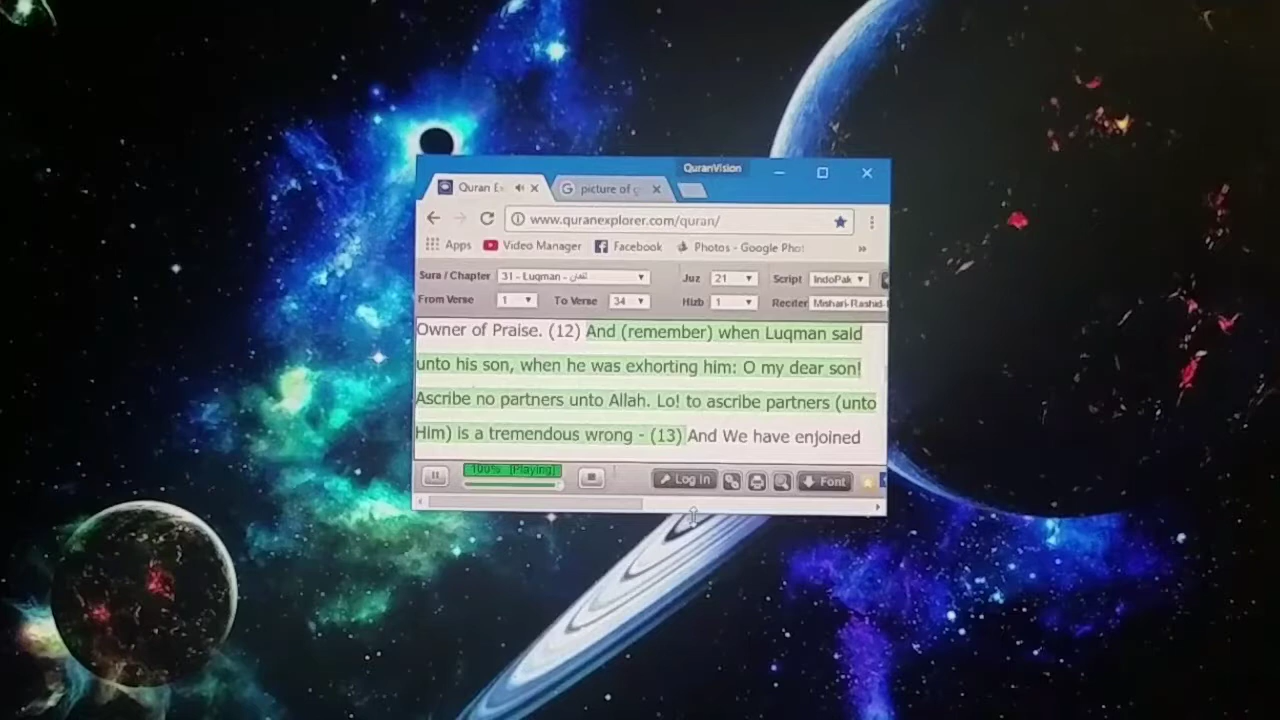 QuranVision
Quran Ex
picture of g
www.quranexplorer.com/quran/
Apps Video Manager Facebook Photos - Google Phot »
Sura / Chapter 31 - Luqman - لقمان Juz 21 Script IndoPak
From Verse 1 To Verse 34 Hizb 1 Reciter Mishari-Rashid-
Owner of Praise. (12) And (remember) when Luqman said
unto his son, when he was exhorting him: O my dear son!
Ascribe no partners unto Allah. Lo! to ascribe partners (unto
Him) is a tremendous wrong - (13) And We have enjoined
100% [Playing] Log in Font